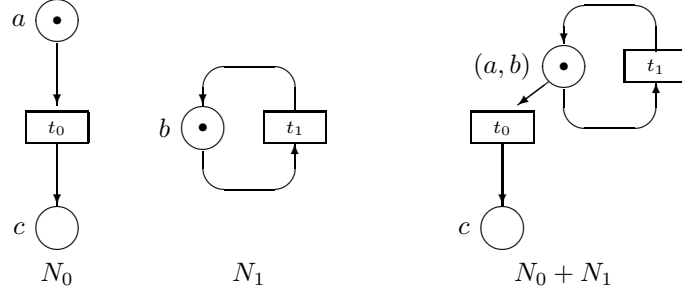 a
t₀
c
N₀
b
t₁
N₁
(a, b)
t₁
t₀
c
N₀ + N₁